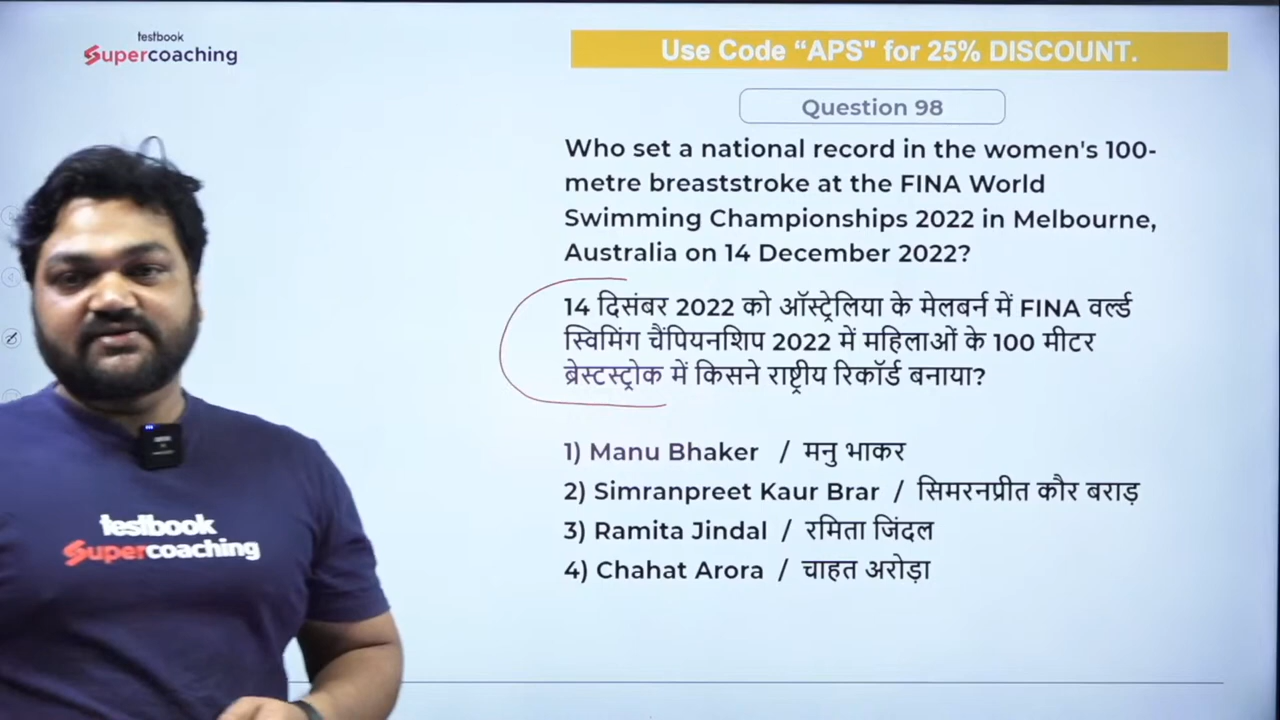 testbook
Supercoaching
Use Code “APS" for 25% DISCOUNT.
Question 98
Who set a national record in the women's 100-
metre breaststroke at the FINA World
Swimming Championships 2022 in Melbourne,
Australia on 14 December 2022?
14 दिसंबर 2022 को ऑस्ट्रेलिया के मेलबर्न में FINA वर्ल्ड
स्विमिंग चैंपियनशिप 2022 में महिलाओं के 100 मीटर
ब्रेस्टस्ट्रोक में किसने राष्ट्रीय रिकॉर्ड बनाया?
1) Manu Bhaker / मनु भाकर
2) Simranpreet Kaur Brar / सिमरनप्रीत कौर बराड़
3) Ramita Jindal / रमिता जिंदल
4) Chahat Arora / चाहत अरोड़ा
testbook
Supercoaching